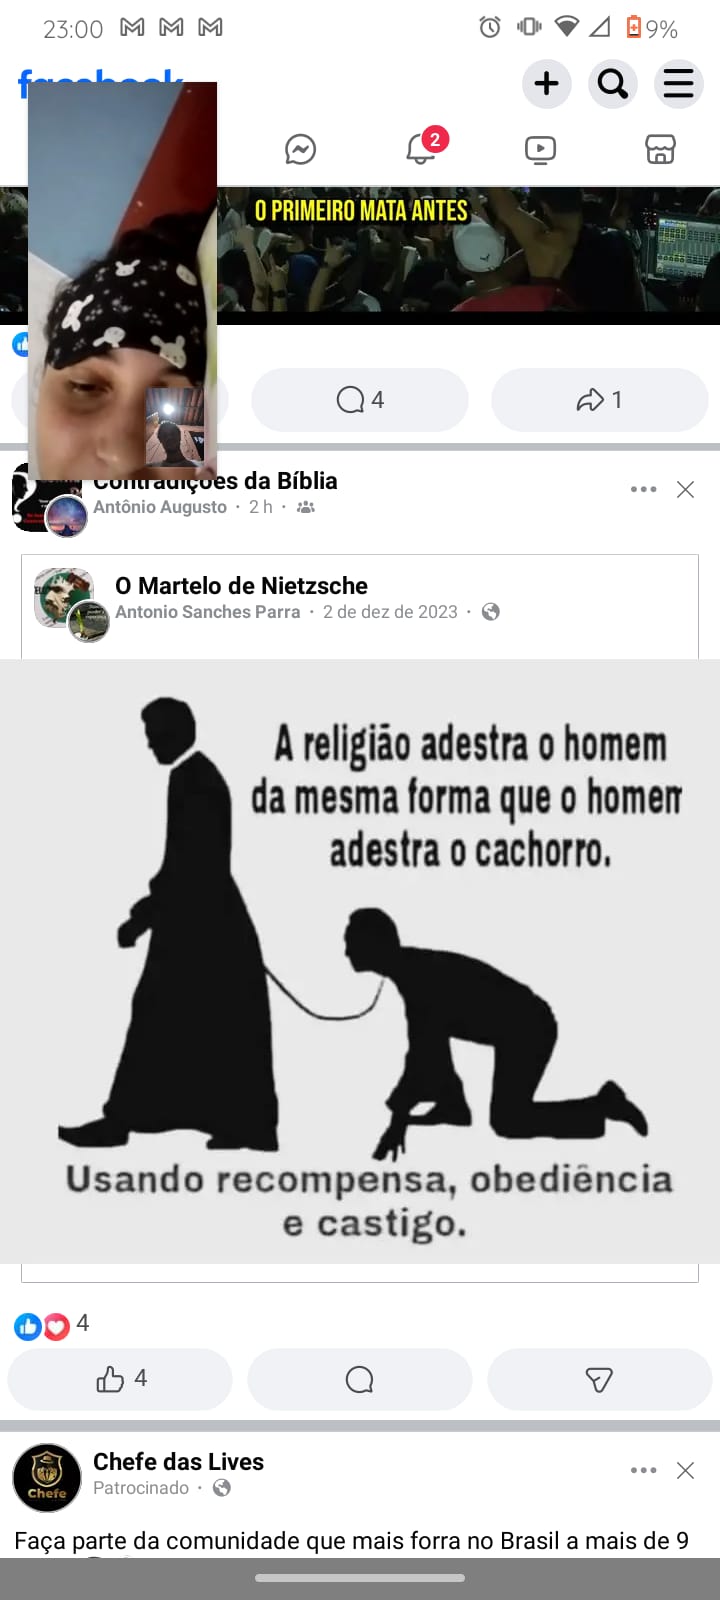 23:00
9%
facebook
2
O PRIMEIRO MATA ANTES
4
1
Contradições da Bíblia
Antônio Augusto · 2 h ·
O Martelo de Nietzsche
Antonio Sanches Parra · 2 de dez de 2023 ·
A religião adestra o homem
da mesma forma que o homem
adestra o cachorro.
Usando recompensa, obediência
e castigo.
4
4
Chefe
Chefe das Lives
Patrocinado ·
Faça parte da comunidade que mais forra no Brasil a mais de 9